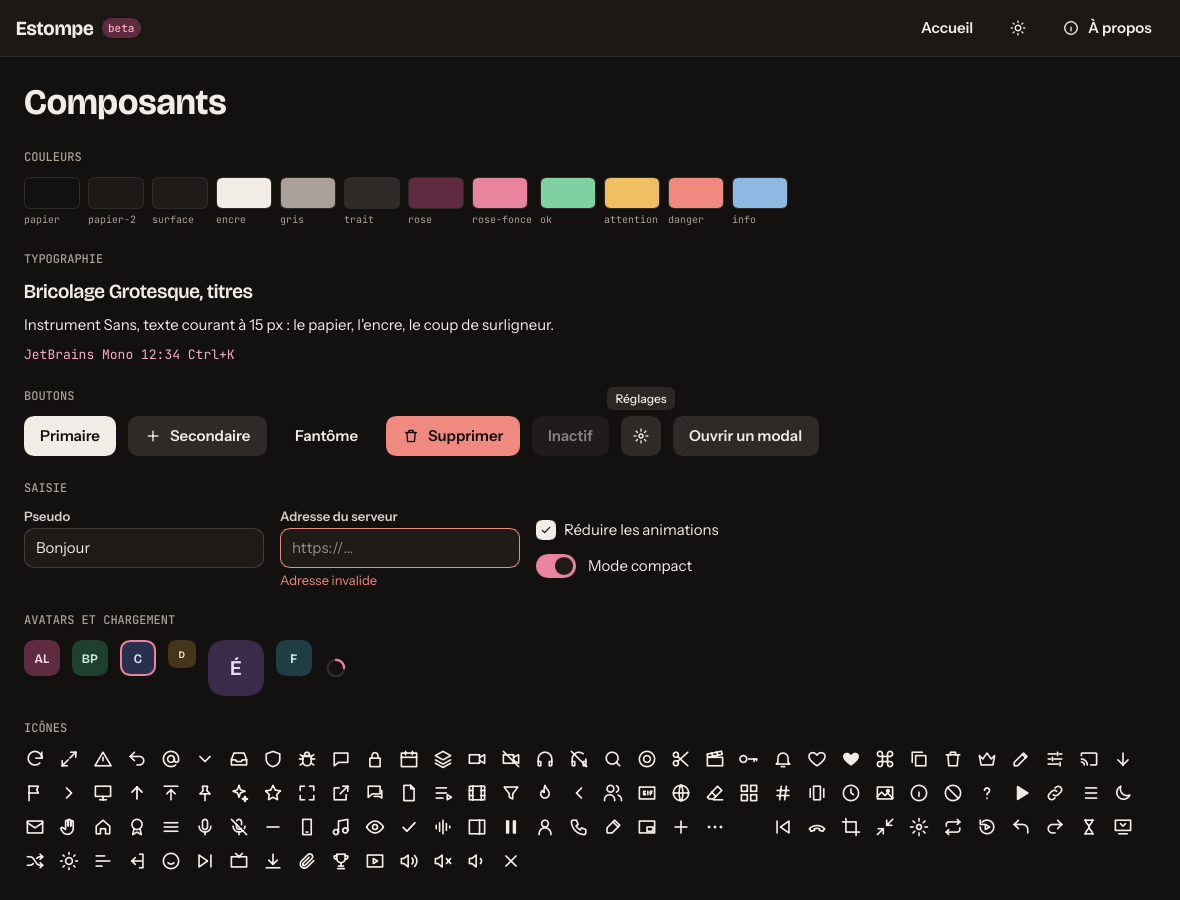 Estompe beta Accueil À propos
Composants
COULEURS
papier papier-2 surface encre gris trait rose rose-fonce ok attention danger info
TYPOGRAPHIE
Bricolage Grotesque, titres
Instrument Sans, texte courant à 15 px : le papier, l'encre, le coup de surligneur.
JetBrains Mono 12:34 Ctrl+K
BOUTONS
Réglages
Primaire Secondaire Fantôme Supprimer Inactif Ouvrir un modal
SAISIE
Pseudo Adresse du serveur
Bonjour https://… Réduire les animations
Mode compact
Adresse invalide
AVATARS ET CHARGEMENT
AL BP C D É F
ICÔNES
GIF